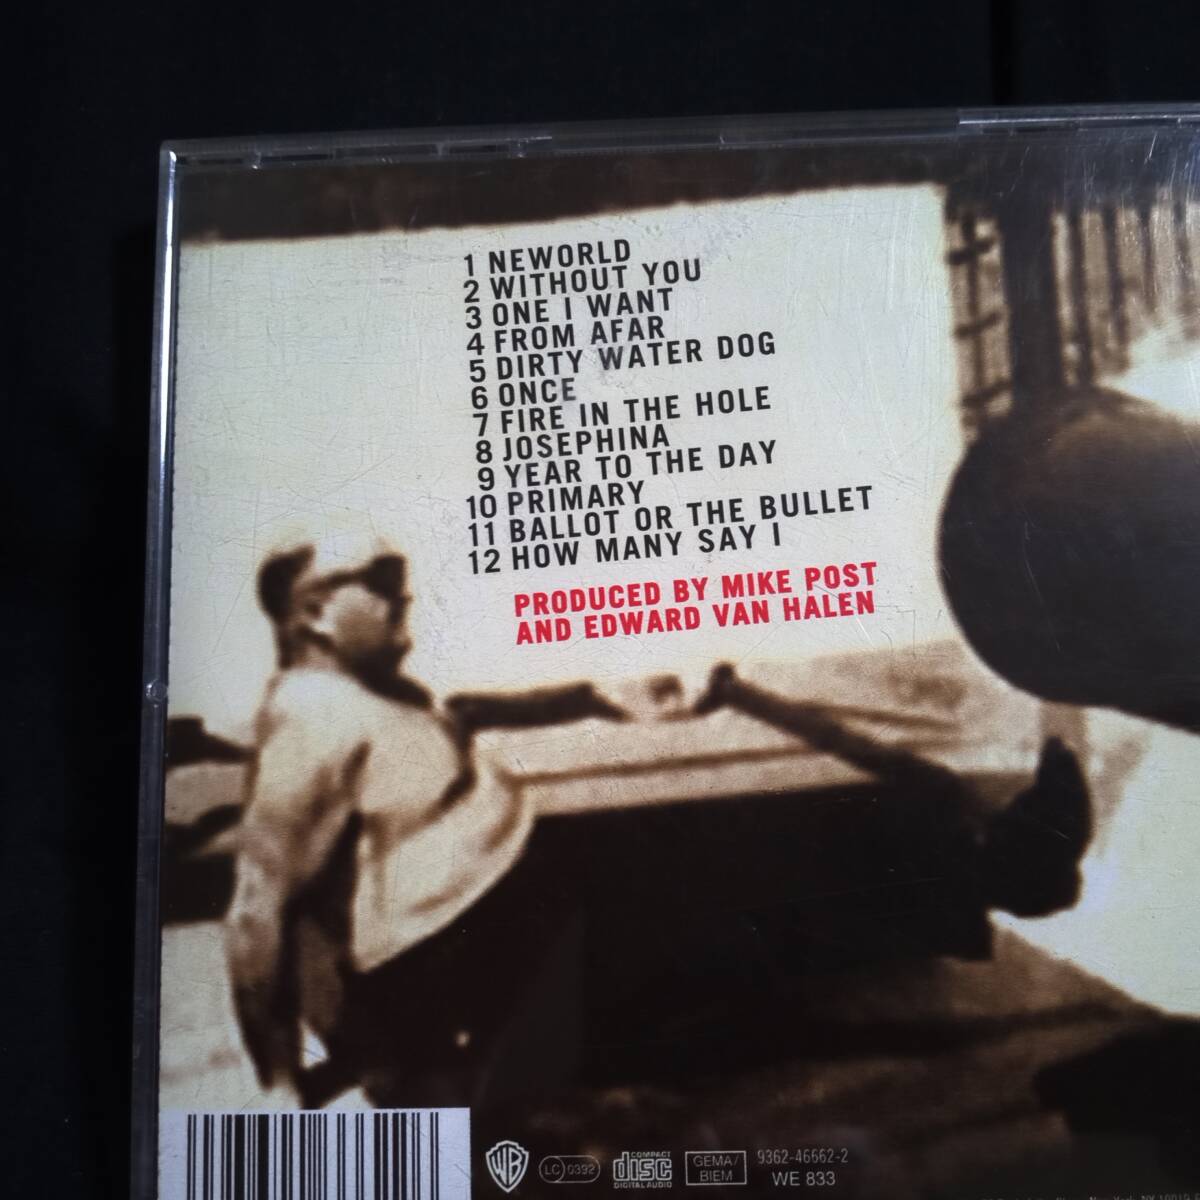 1 NEWORLD
2 WITHOUT YOU
3 ONE I WANT
4 FROM AFAR
5 DIRTY WATER DOG
6 ONCE
7 FIRE IN THE HOLE
8 JOSEPHINA
9 YEAR TO THE DAY
10 PRIMARY
11 BALLOT OR THE BULLET
12 HOW MANY SAY I
PRODUCED BY MIKE POST
AND EDWARD VAN HALEN
WB
LC 0392
COMPACT
disc
DIGITAL AUDIO
GEMA/
BIEM
9362-46662-2
WE 833